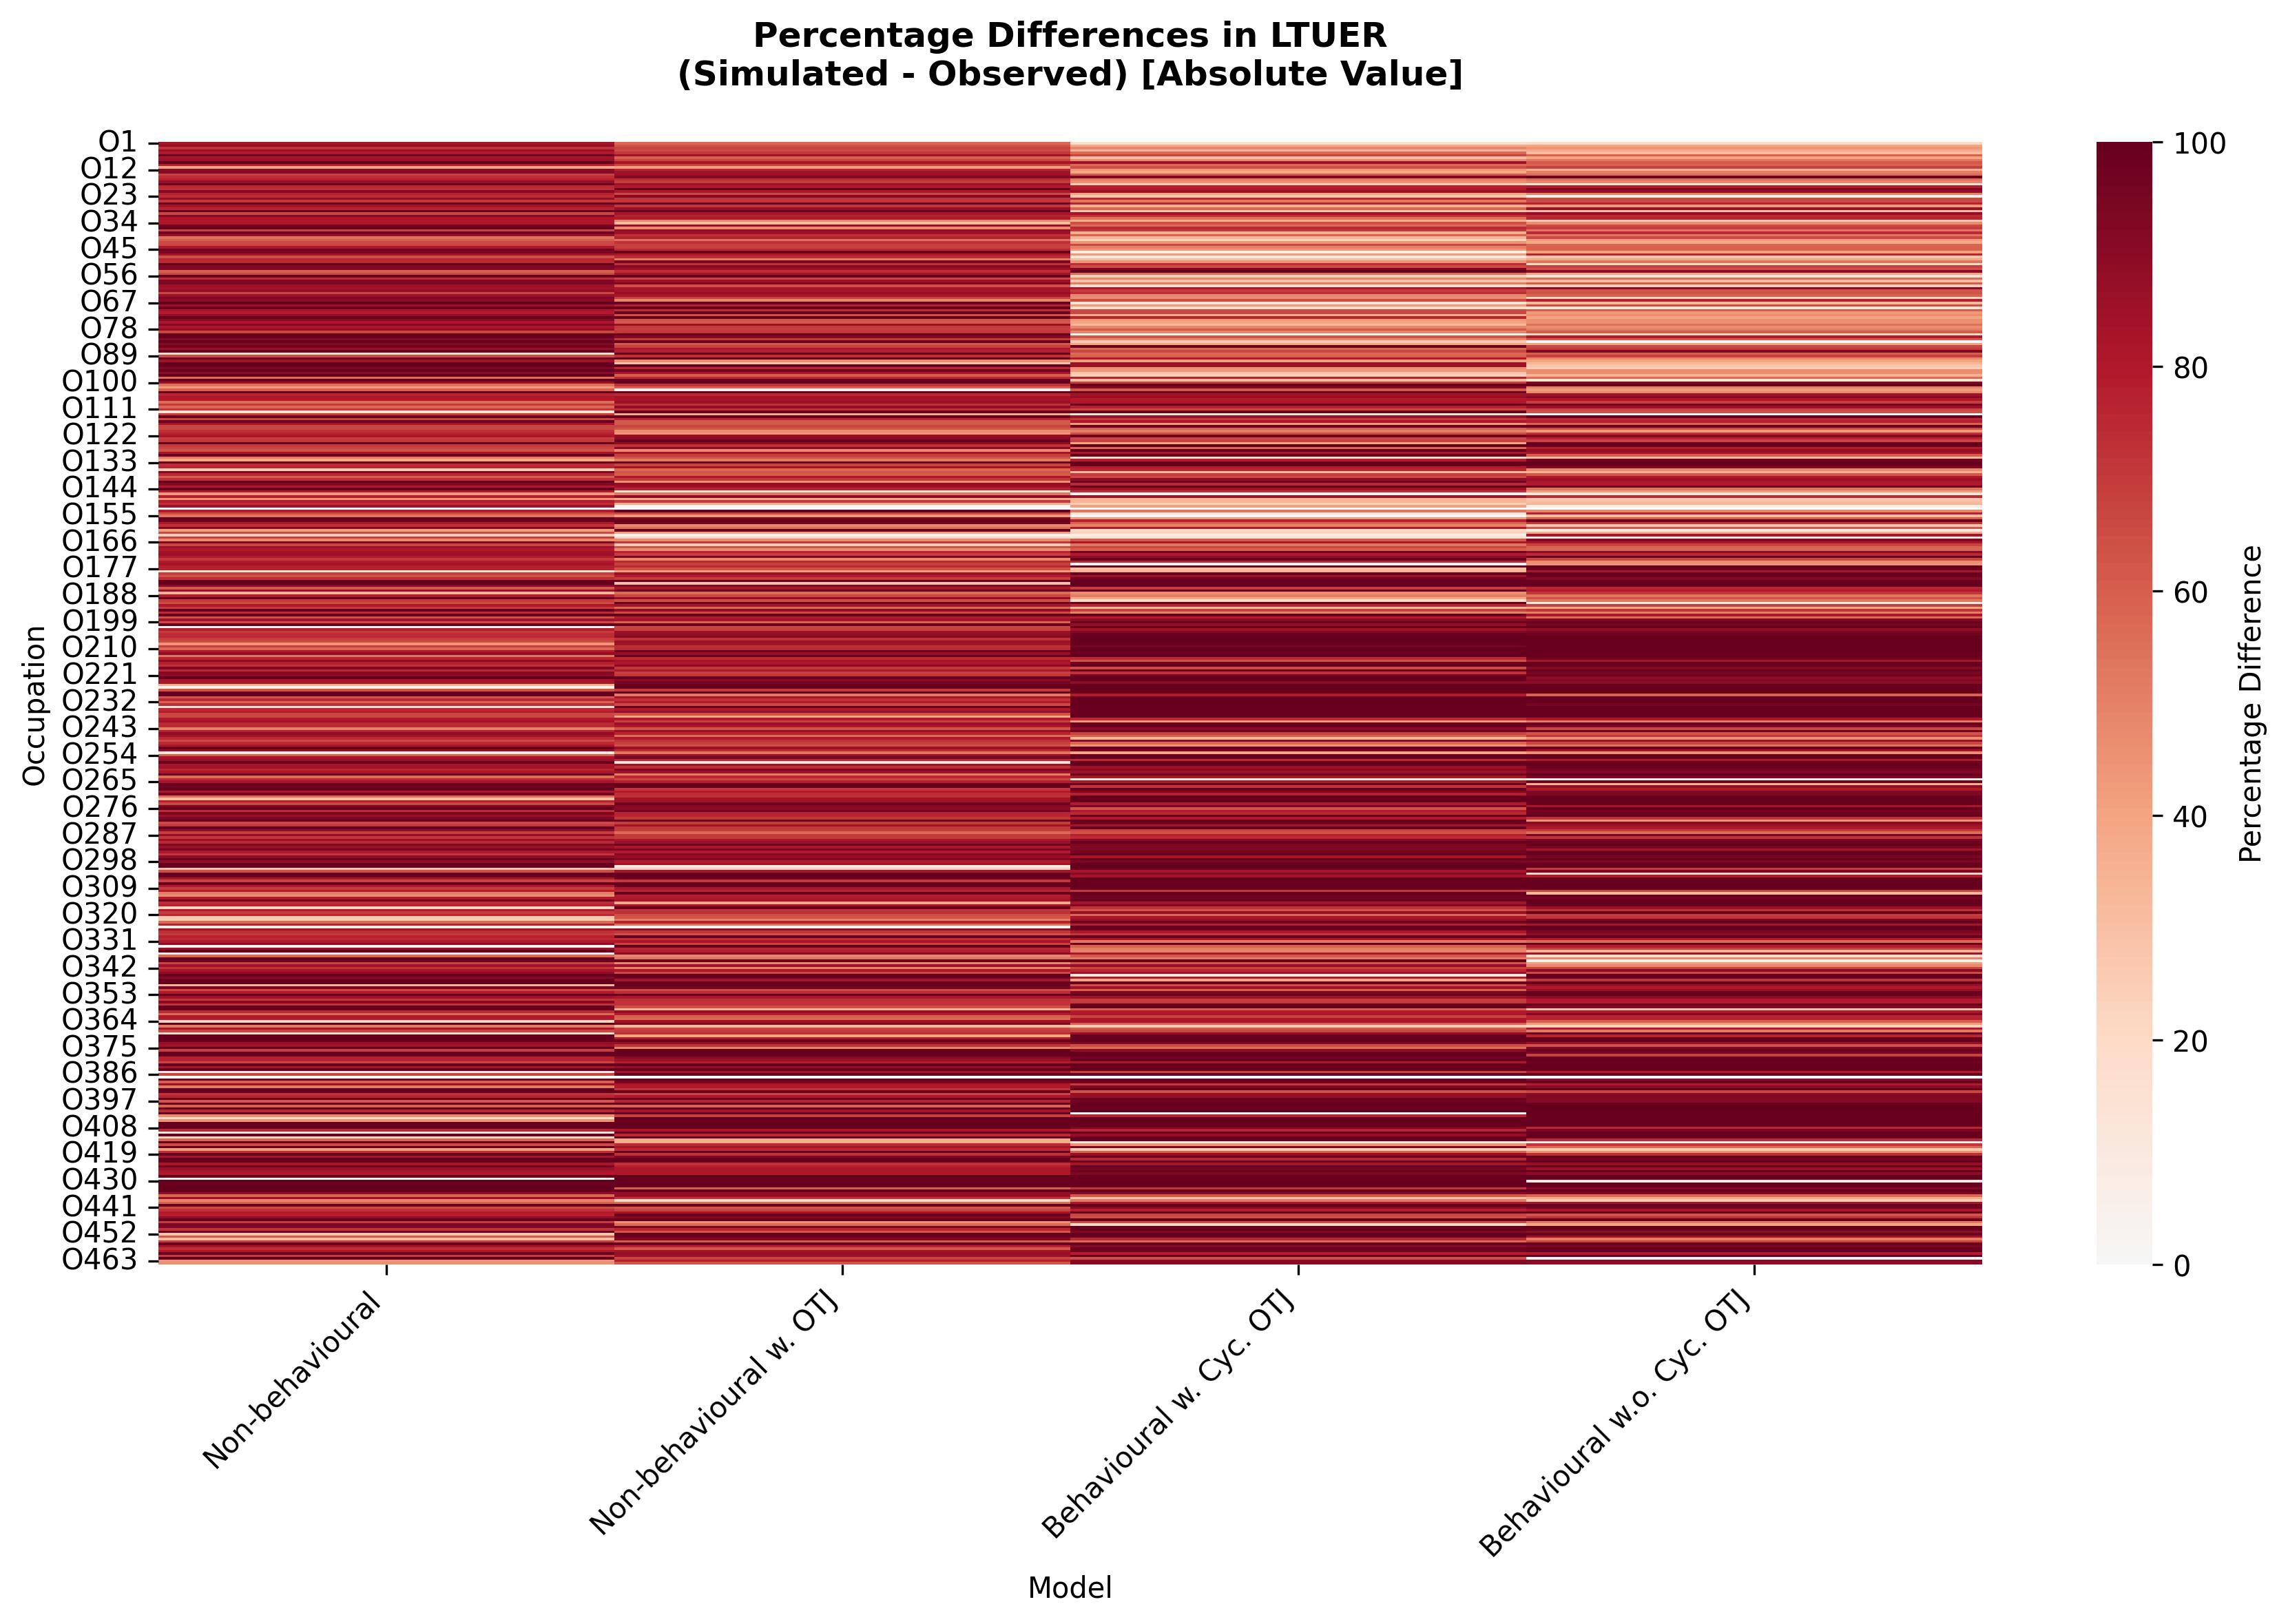 Percentage Differences in LTUER
(Simulated - Observed) [Absolute Value]
Occupation
O1
O12
O23
O34
O45
O56
O67
O78
O89
O100
O111
O122
O133
O144
O155
O166
O177
O188
O199
O210
O221
O232
O243
O254
O265
O276
O287
O298
O309
O320
O331
O342
O353
O364
O375
O386
O397
O408
O419
O430
O441
O452
O463
Non-behavioural
Non-behavioural w. OTJ
Behavioural w. Cyc. OTJ
Behavioural w.o. Cyc. OTJ
Model
100
80
60
40
20
0
Percentage Difference